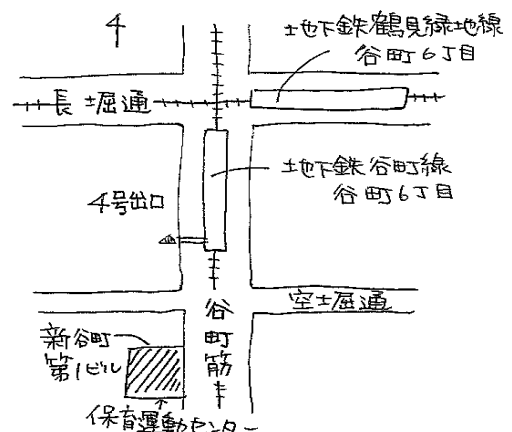 4
地下鉄鶴見緑地線
谷町6丁目
長堀通
地下鉄谷町線
谷町6丁目
4号出口
空堀通
谷町筋
新谷町
第1ビル
保育運動センター